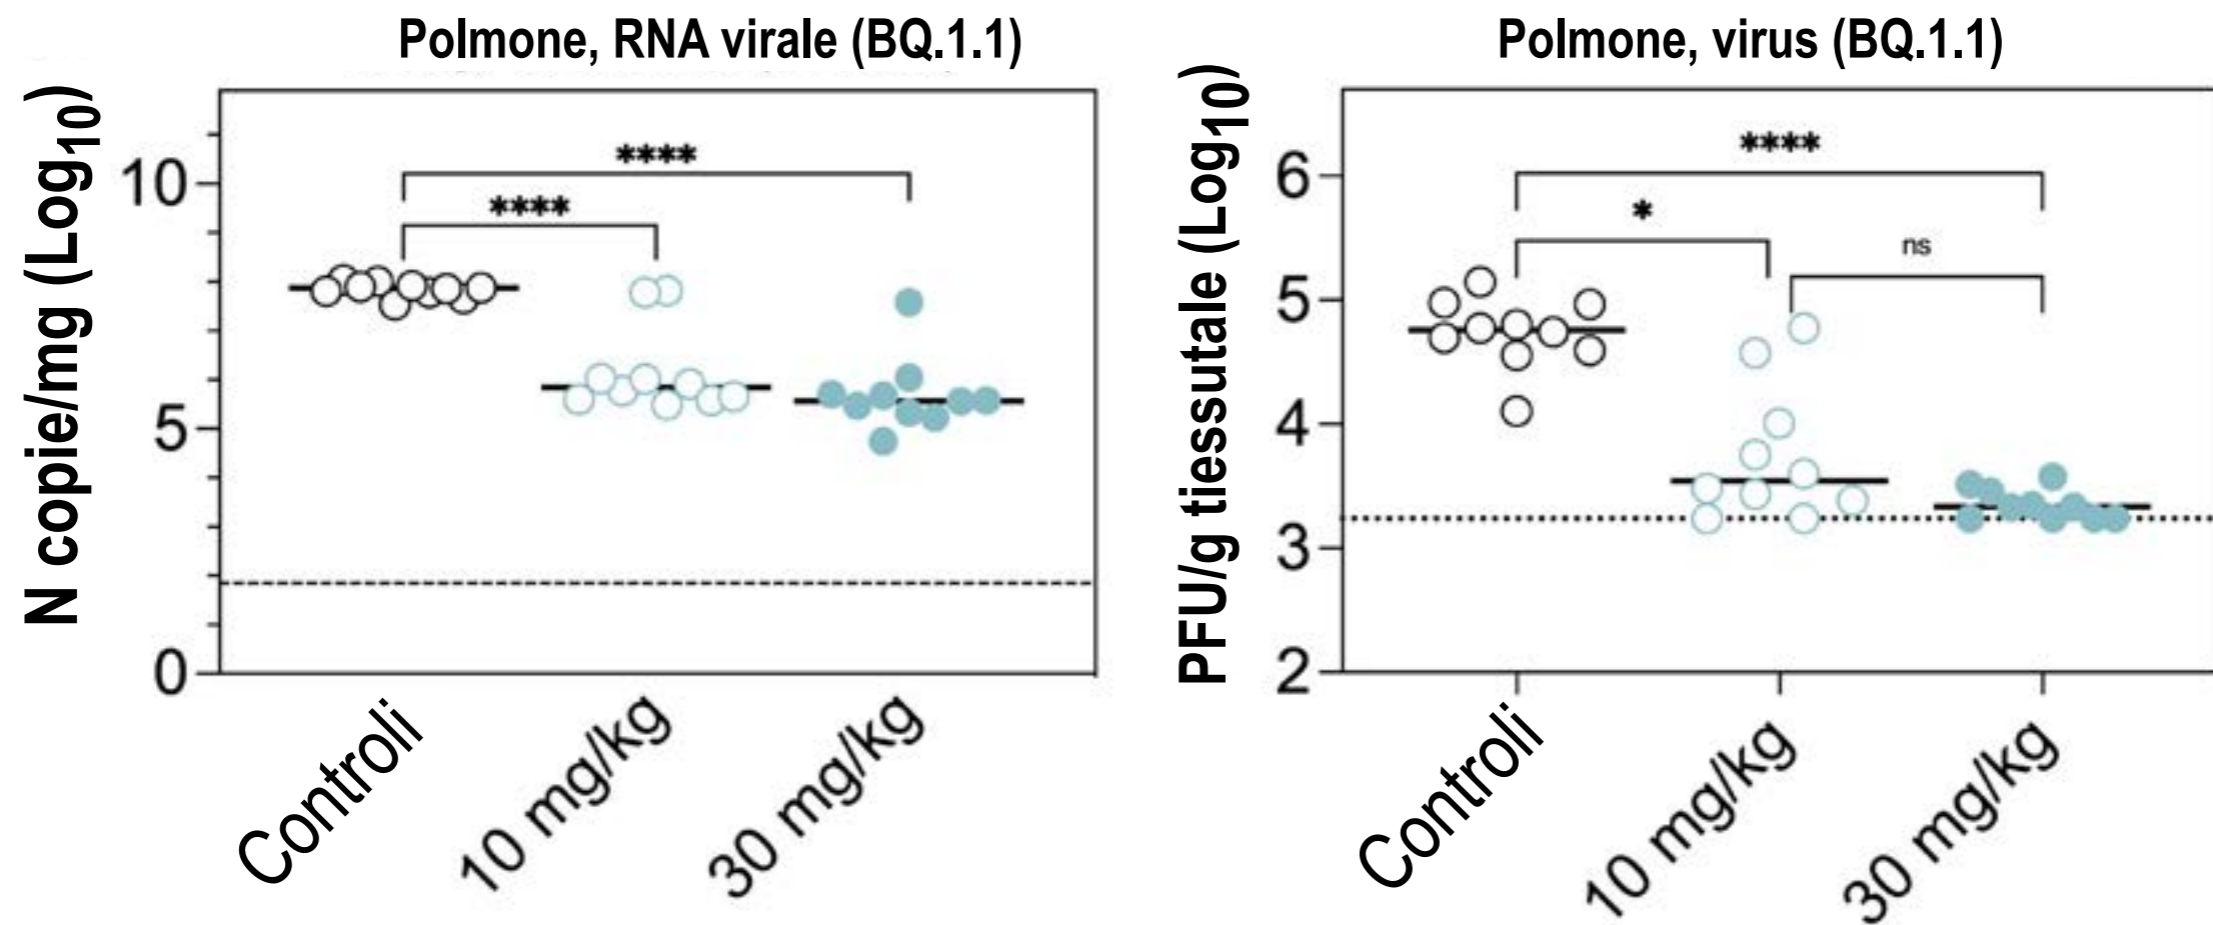 Polmone, RNA virale (BQ.1.1)
N copie/mg (Log10)
10
5
0
****
****
Controli
10 mg/kg
30 mg/kg
Polmone, virus (BQ.1.1)
PFU/g tiessutale (Log10)
6
5
4
3
2
****
*
ns
Controli
10 mg/kg
30 mg/kg